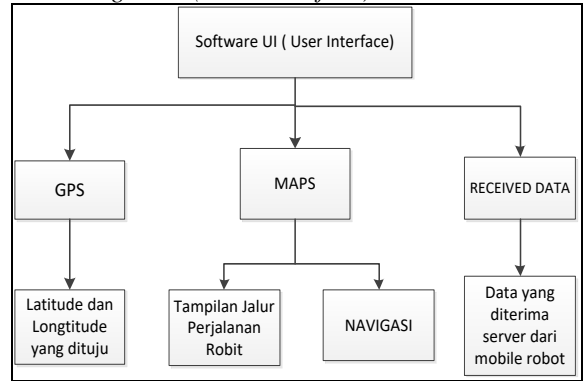 Software UI ( User Interface)
GPS
MAPS
RECEIVED DATA
Latitude dan
Longtitude
yang dituju
Tampilan Jalur
Perjalanan
Robit
NAVIGASI
Data yang
diterima
server dari
mobile robot